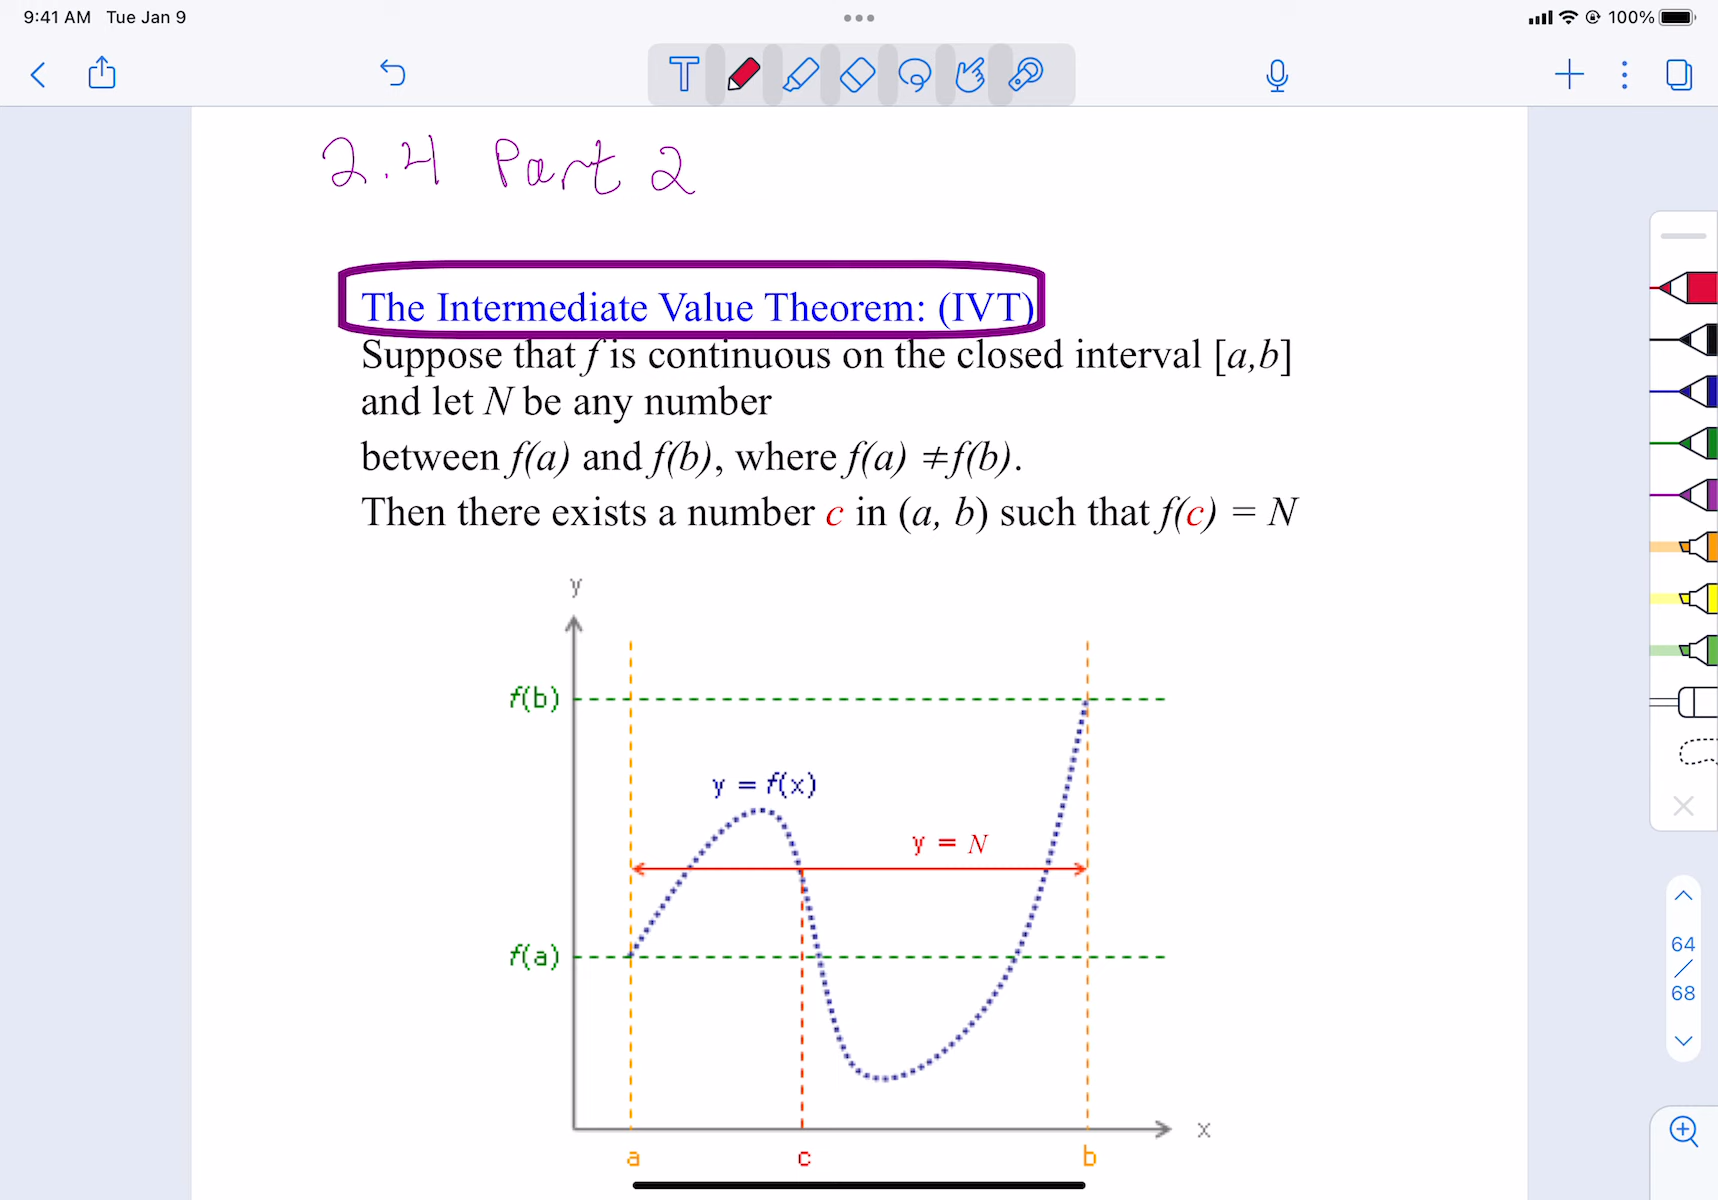 9:41 AM Tue Jan 9
100%
T
2.4 Part 2
The Intermediate Value Theorem: (IVT)
Suppose that f is continuous on the closed interval [a,b]
and let N be any number
between f(a) and f(b), where f(a) ≠f(b).
Then there exists a number c in (a, b) such that f(c) = N
y
f(b)
y = f(x)
y = N
f(a)
x
a c b
64
/
68